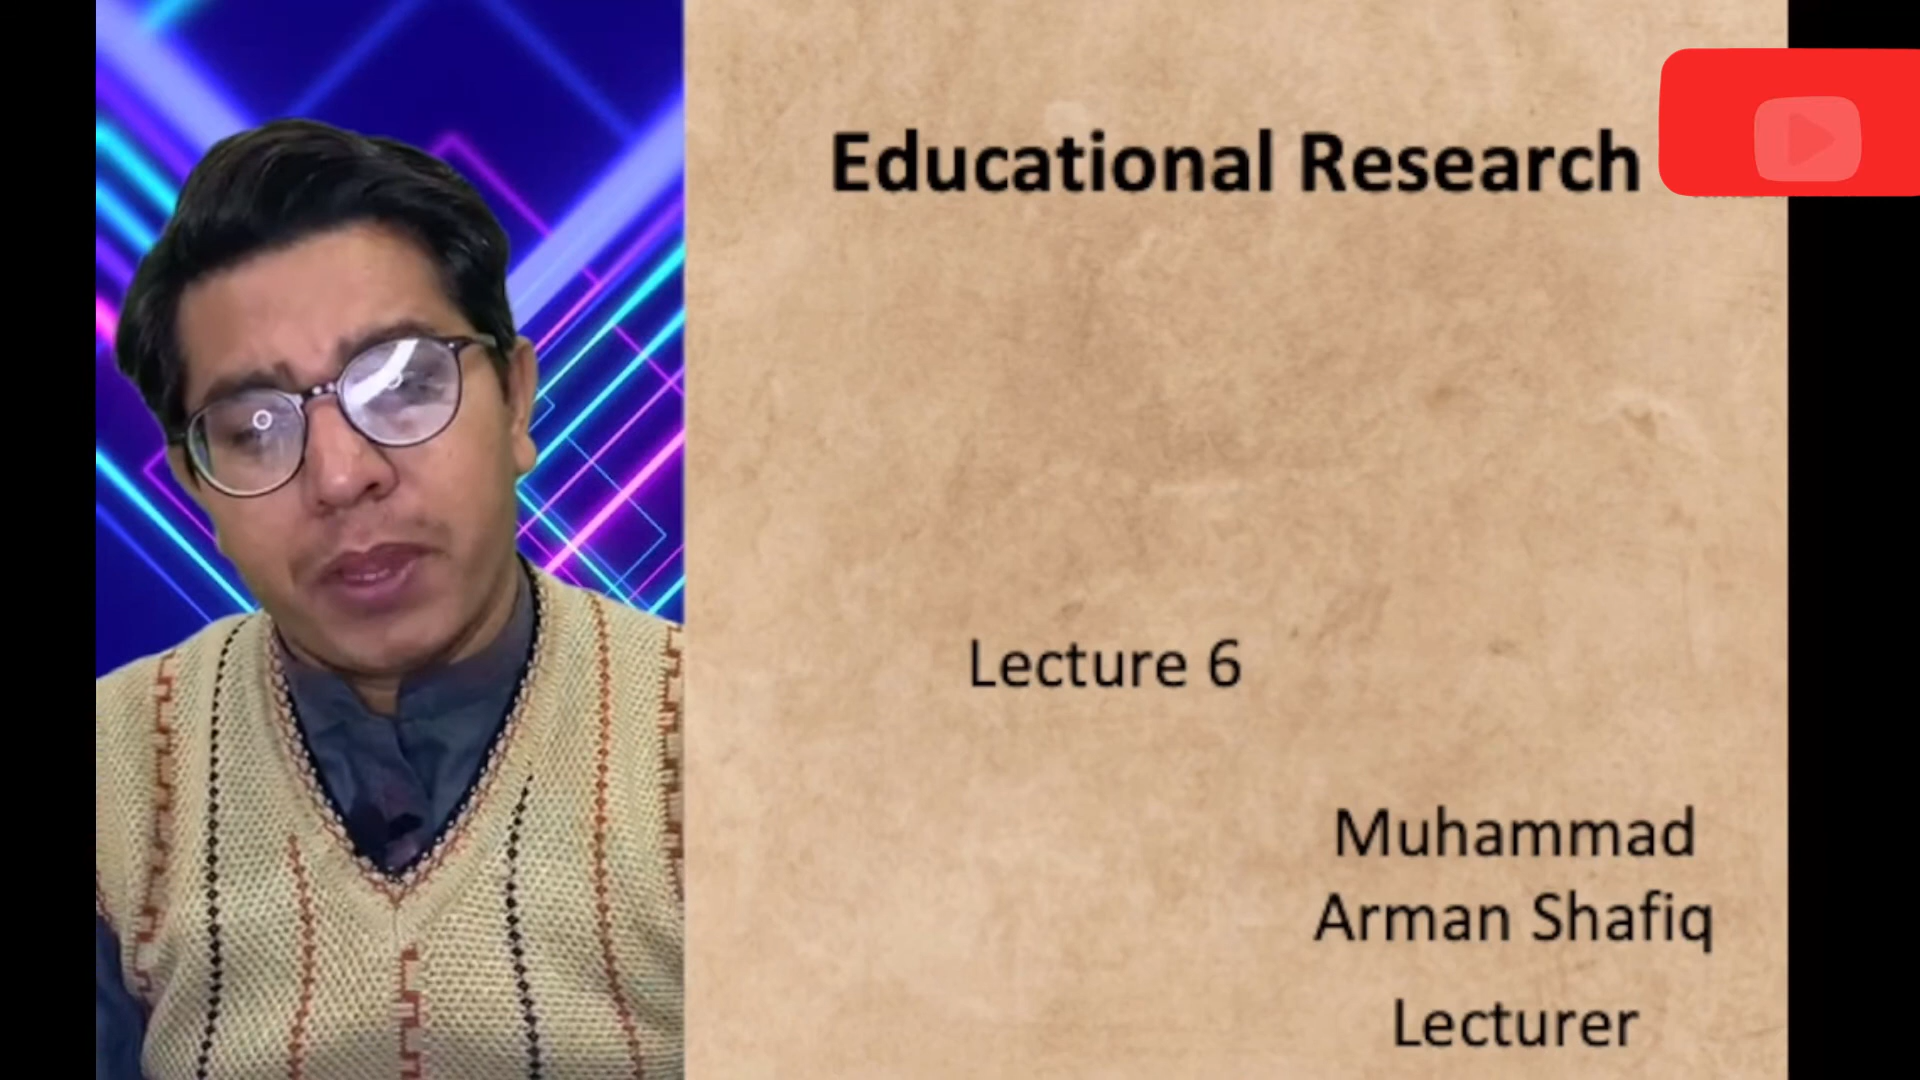 Educational Research
Lecture 6
Muhammad
Arman Shafiq
Lecturer